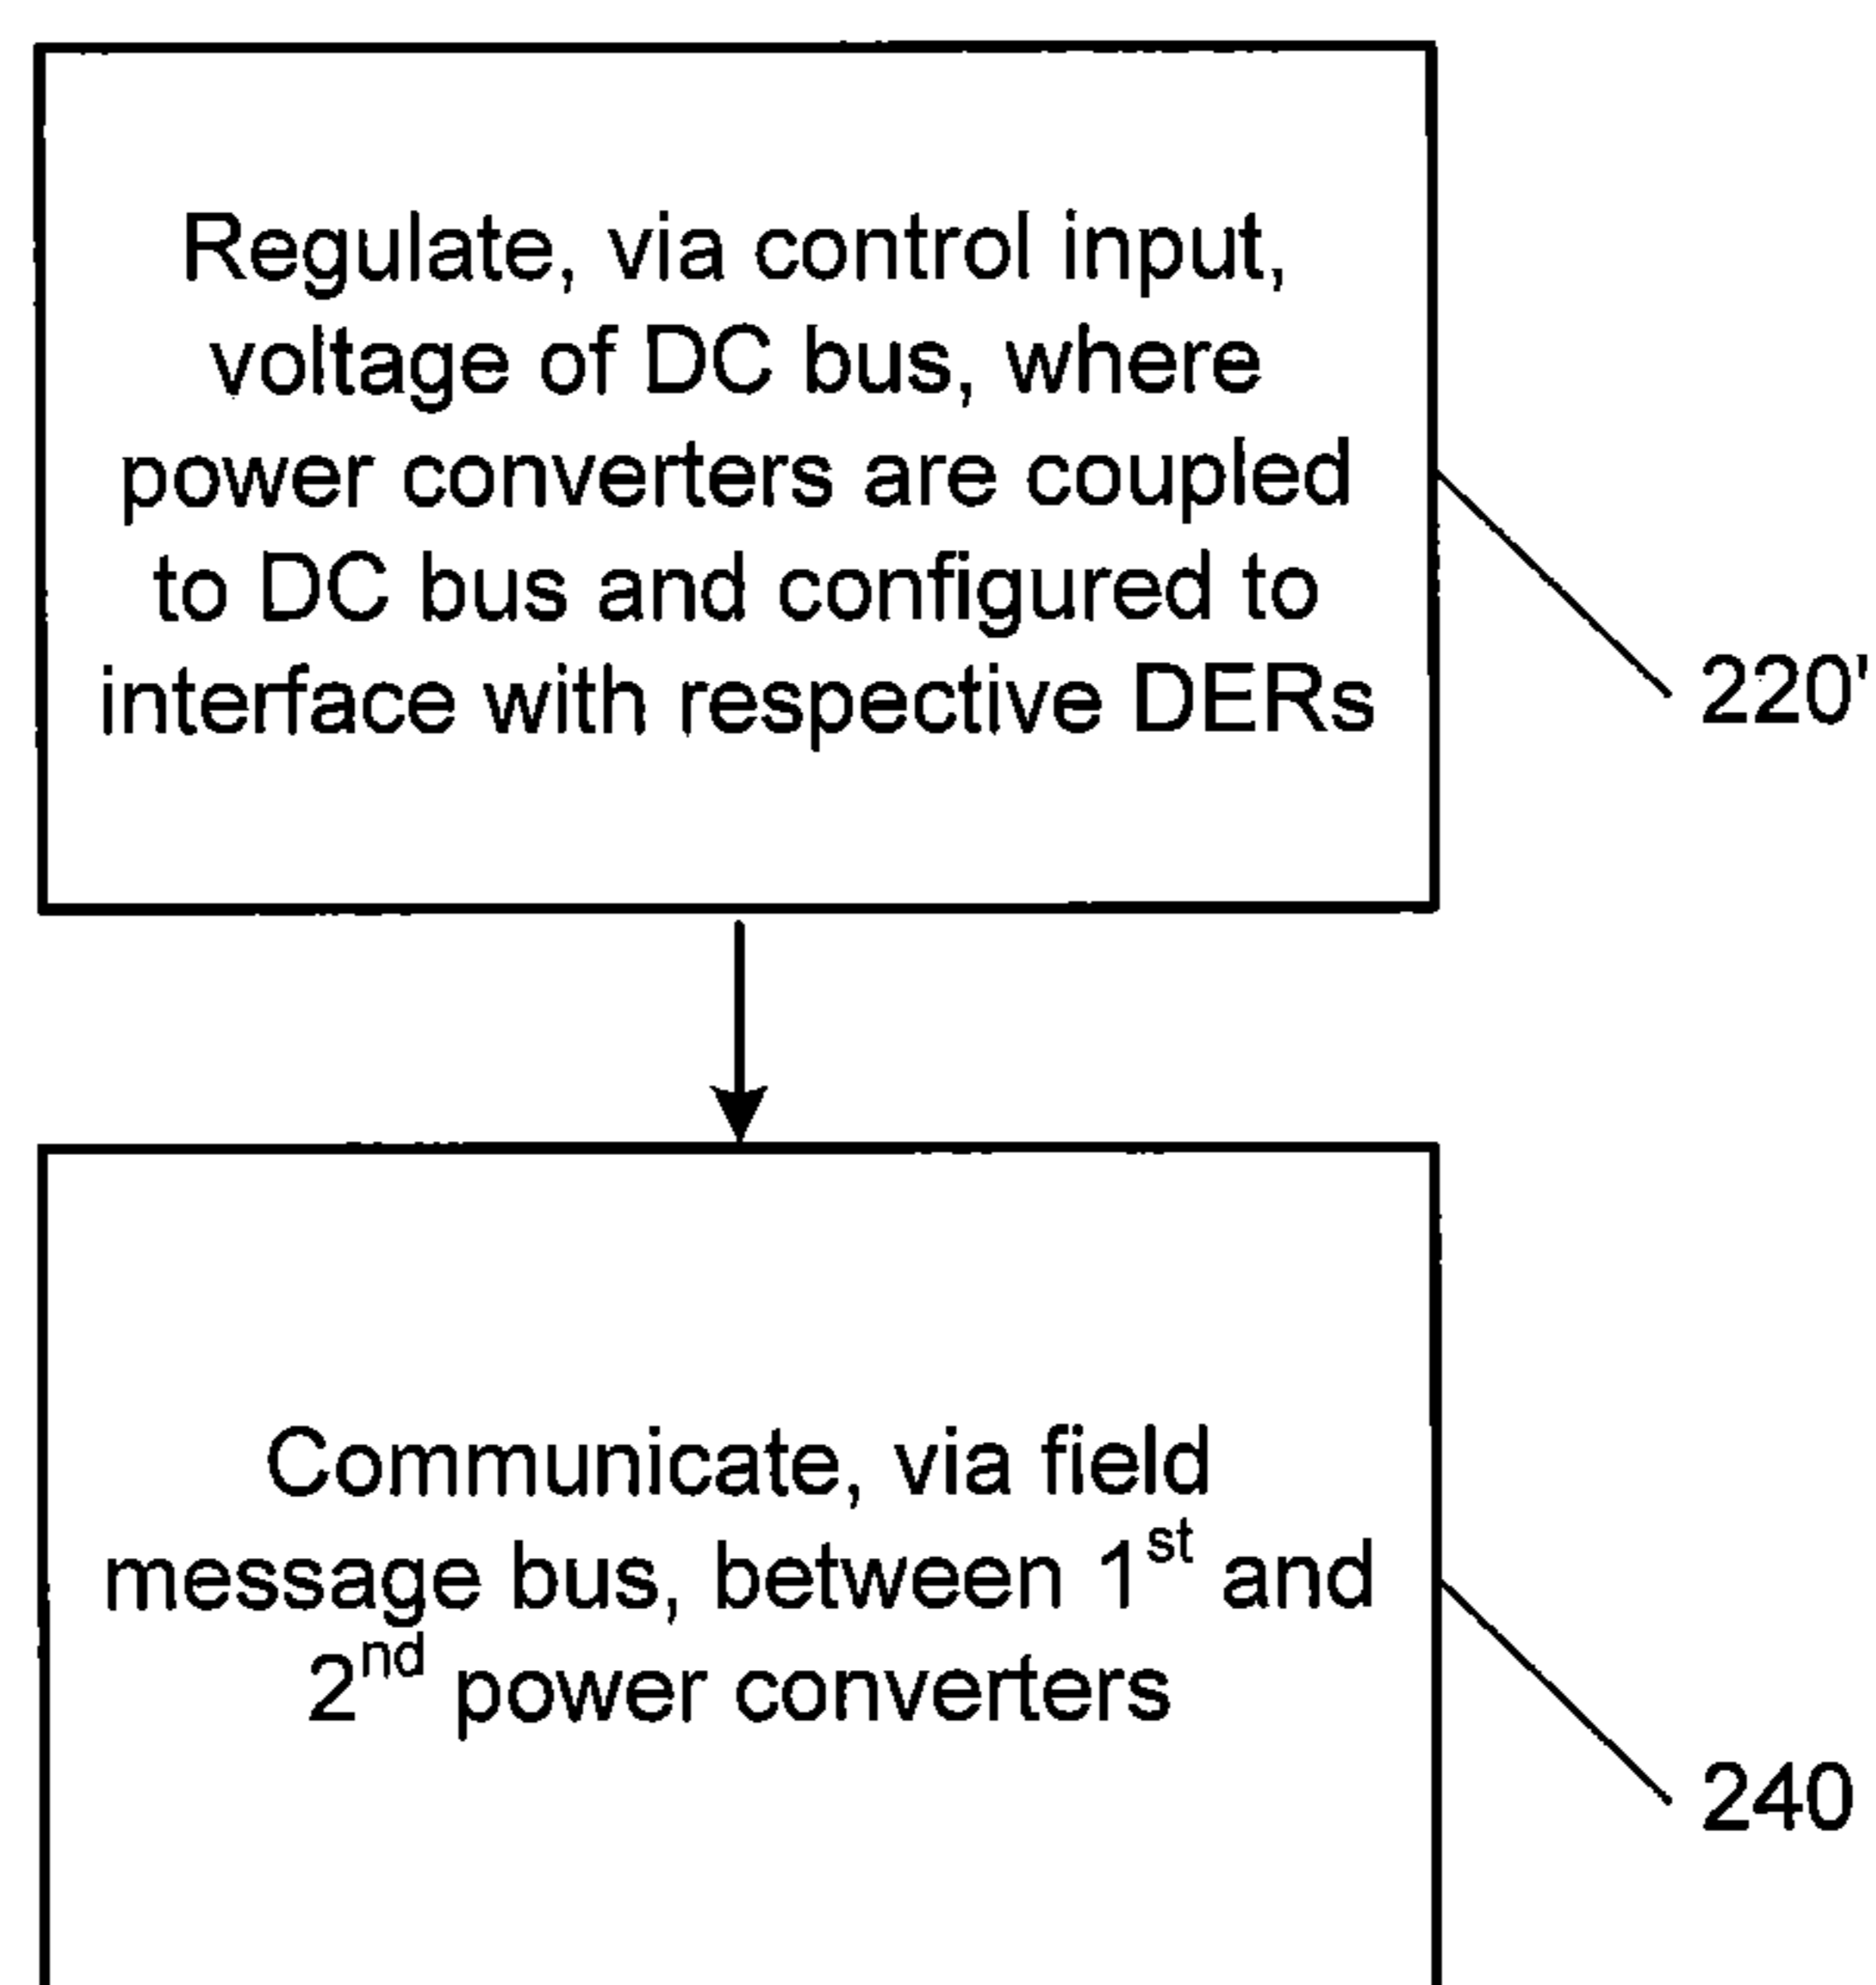 Regulate, via control input,
voltage of DC bus, where
power converters are coupled
to DC bus and configured to
interface with respective DERs
220'
Communicate, via field
message bus, between 1st and
2nd power converters
240